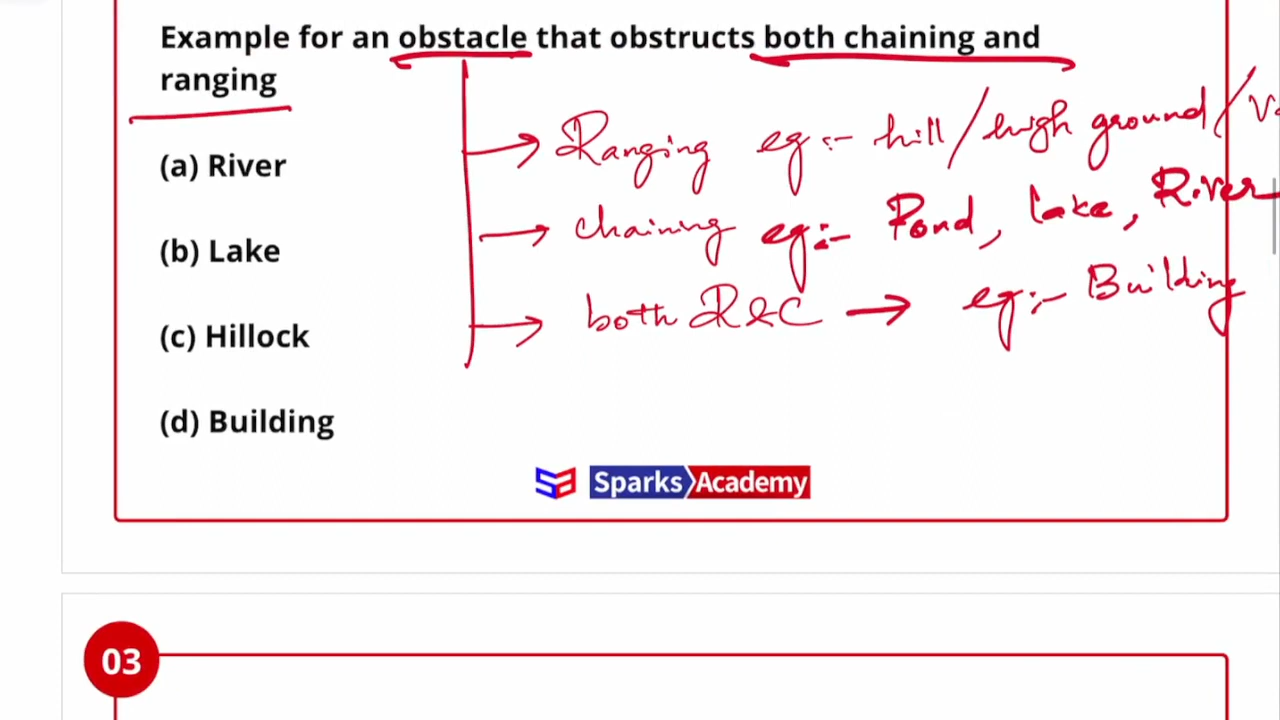 Example for an obstacle that obstructs both chaining and
ranging
Ranging eg:- hill/high ground/
(a) River
chaining eg:- Pond, Lake, River
(b) Lake
both R&C → eg:- Building
(c) Hillock
(d) Building
Sparks Academy
03